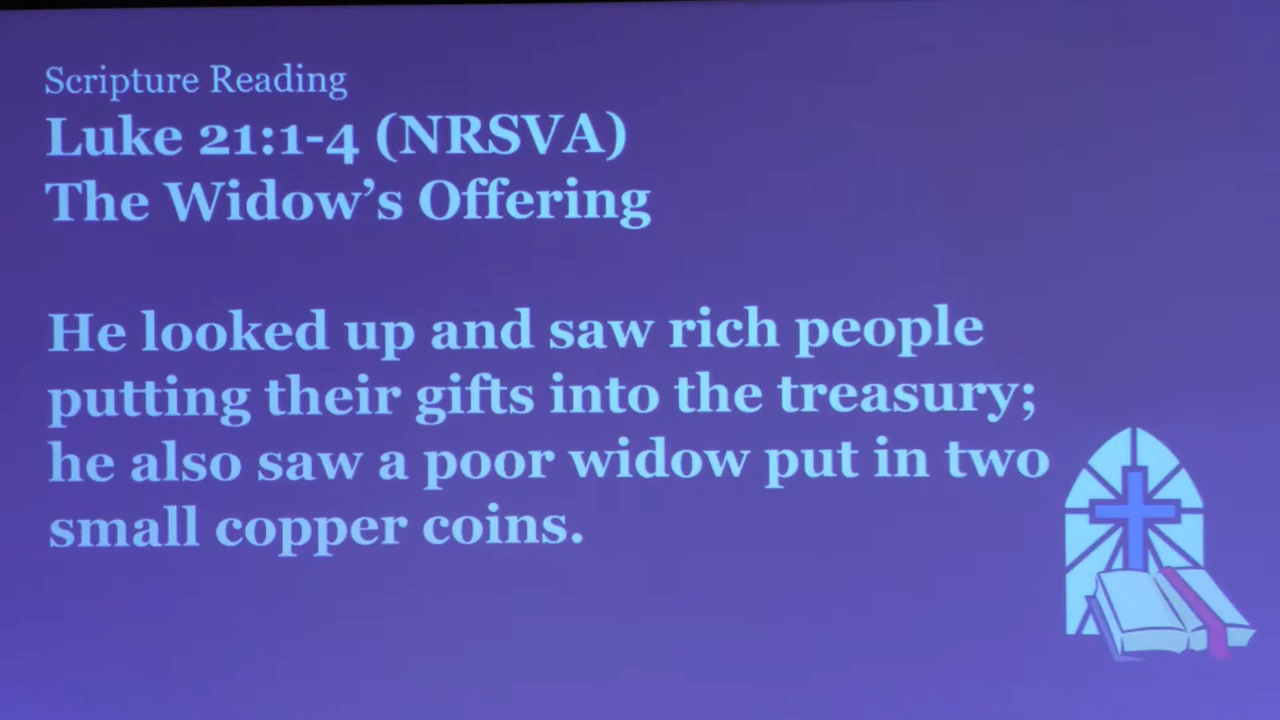 Scripture Reading
Luke 21:1-4 (NRSVA)
The Widow's Offering
He looked up and saw rich people
putting their gifts into the treasury;
he also saw a poor widow put in two
small copper coins.